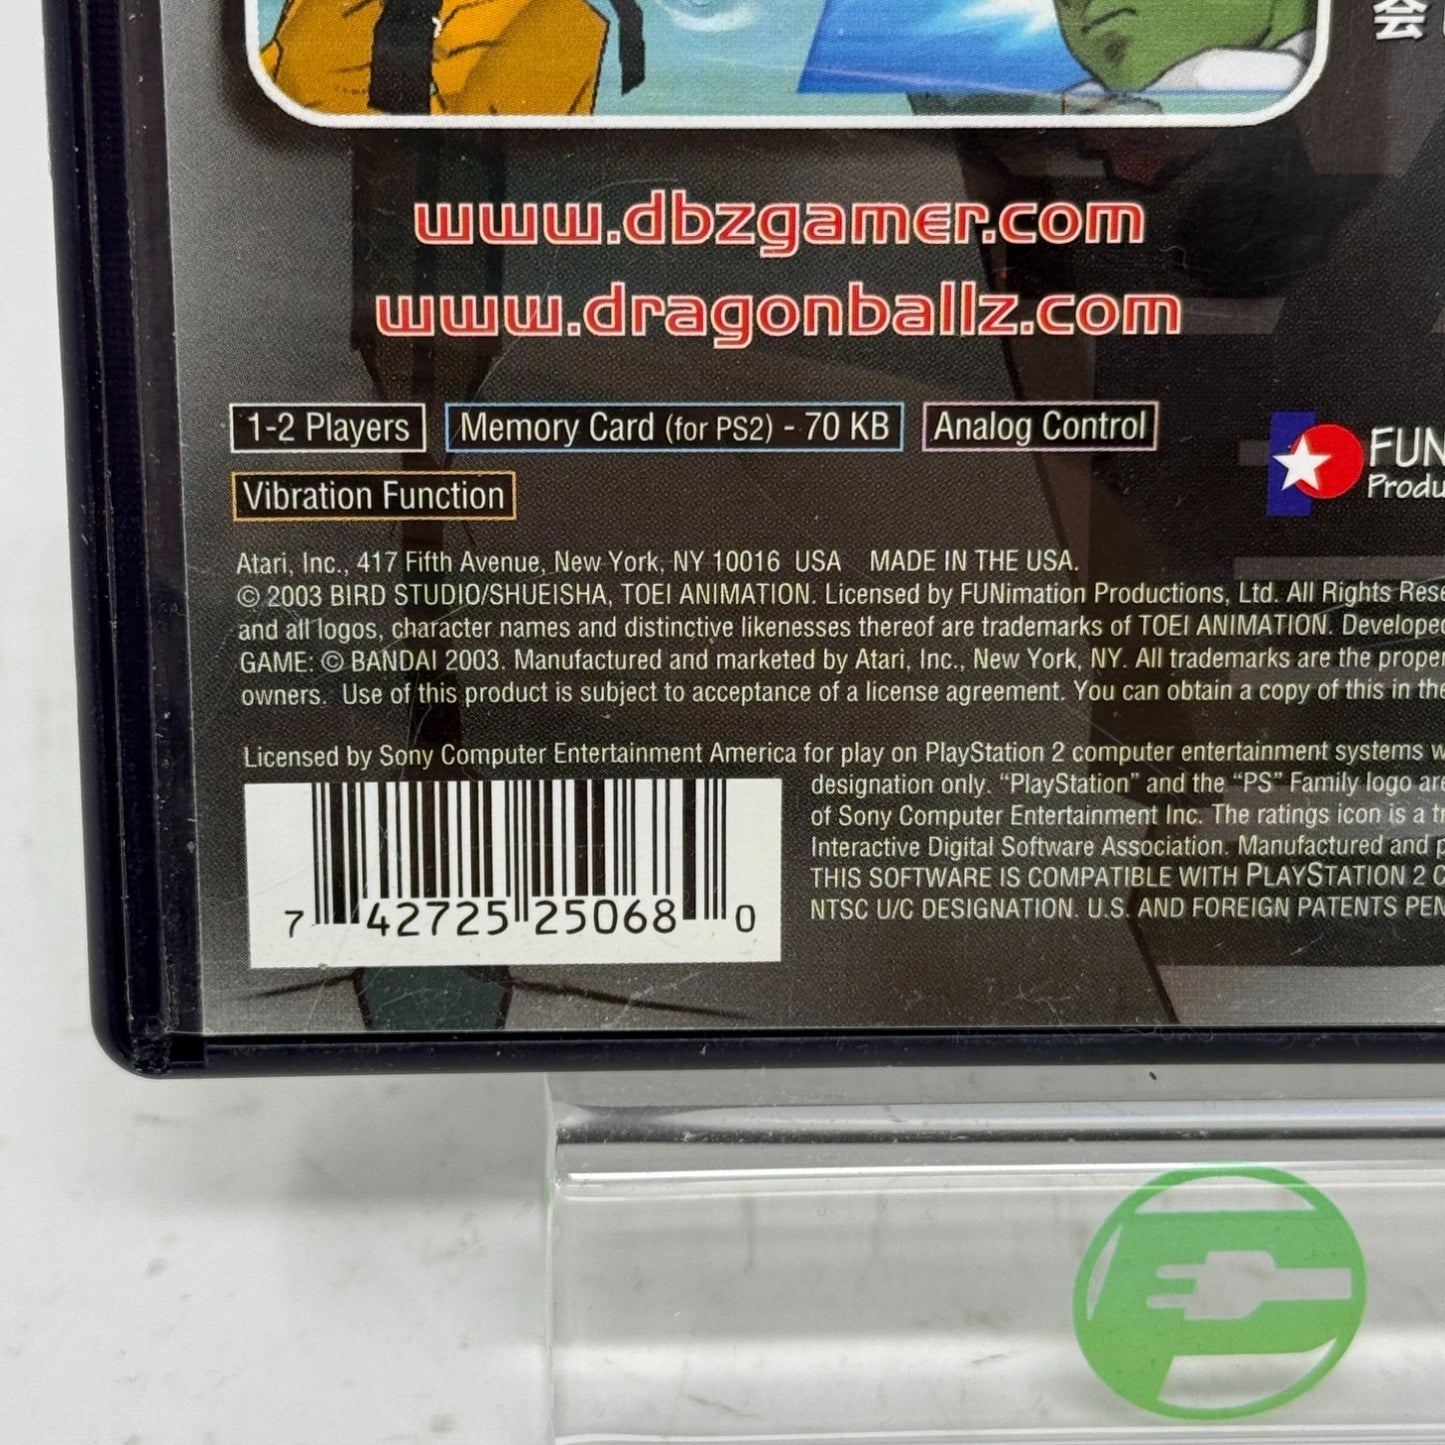 会
www.dbzgamer.com
www.dragonballz.com
1-2 Players Memory Card (for PS2) - 70 KB Analog Control
Vibration Function
FUN
Produ
Atari, Inc., 417 Fifth Avenue, New York, NY 10016 USA MADE IN THE USA.
© 2003 BIRD STUDIO/SHUEISHA, TOEI ANIMATION. Licensed by FUNimation Productions, Ltd. All Rights Rese
and all logos, character names and distinctive likenesses thereof are trademarks of TOEI ANIMATION. Developed
GAME: © BANDAI 2003. Manufactured and marketed by Atari, Inc., New York, NY. All trademarks are the proper
owners. Use of this product is subject to acceptance of a license agreement. You can obtain a copy of this in the
Licensed by Sony Computer Entertainment America for play on PlayStation 2 computer entertainment systems w
designation only. “PlayStation” and the “PS” Family logo are
of Sony Computer Entertainment Inc. The ratings icon is a tr
Interactive Digital Software Association. Manufactured and p
THIS SOFTWARE IS COMPATIBLE WITH PLAYSTATION 2 C
NTSC U/C DESIGNATION. U.S. AND FOREIGN PATENTS PEN
7 42725 25068 0